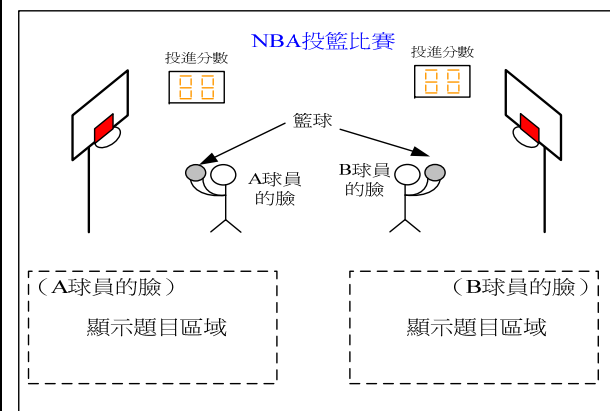 NBA投籃比賽
投進分數
88
投進分數
88
籃球
A球員
的臉
B球員
的臉
（A球員的臉）
顯示題目區域
（B球員的臉）
顯示題目區域